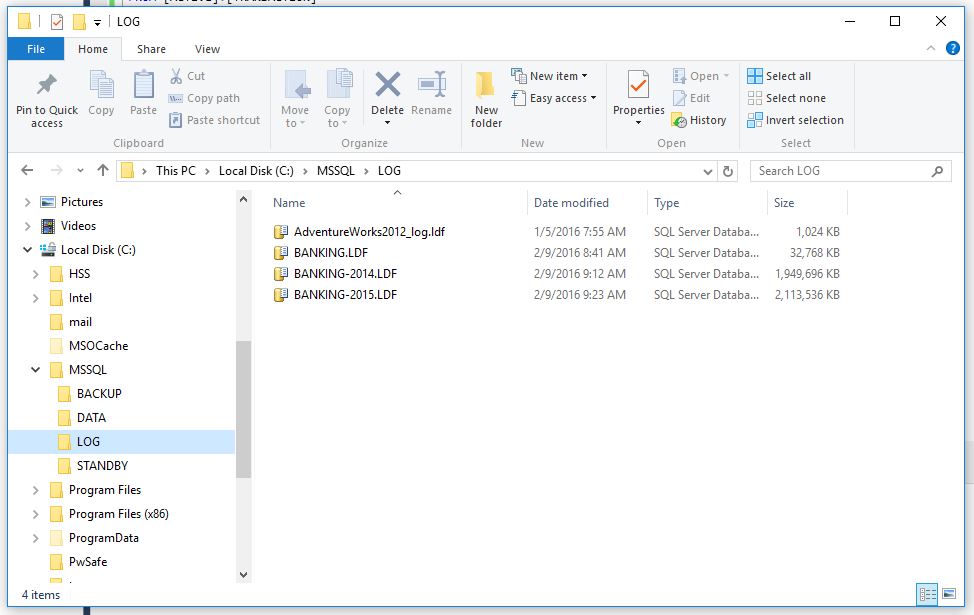 LOG
File Home Share View
Pin to Quick access
Copy
Paste
Cut
Copy path
Paste shortcut
Clipboard
Move to
Copy to
Delete
Rename
Organize
New folder
New item
Easy access
New
Properties
Open
Edit
History
Open
Select all
Select none
Invert selection
Select
This PC > Local Disk (C:) > MSSQL > LOG
Search LOG
Pictures
Videos
Local Disk (C:)
HSS
Intel
mail
MSOCache
MSSQL
BACKUP
DATA
LOG
STANDBY
Program Files
Program Files (x86)
ProgramData
PwSafe
Name Date modified Type Size
AdventureWorks2012_log.ldf 1/5/2016 7:55 AM SQL Server Databa... 1,024 KB
BANKING.LDF 2/9/2016 8:41 AM SQL Server Databa... 32,768 KB
BANKING-2014.LDF 2/9/2016 9:12 AM SQL Server Databa... 1,949,696 KB
BANKING-2015.LDF 2/9/2016 9:23 AM SQL Server Databa... 2,113,536 KB
4 items